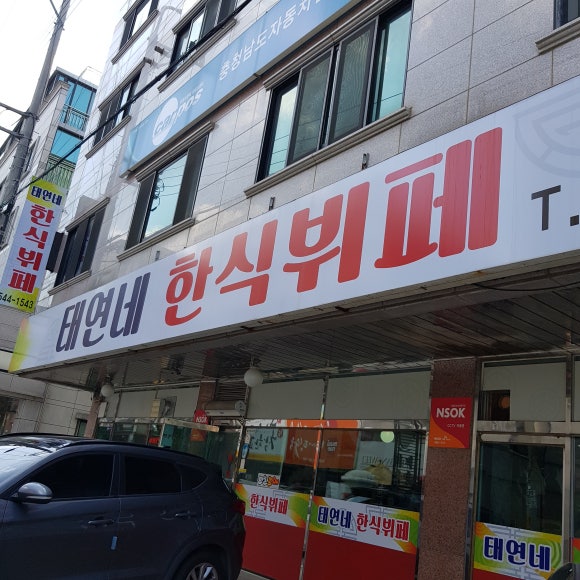 충청남도자동차
태연네 한식뷔페 T.
태연네
한식뷔페
544-1543
NSOK
한식뷔페
태연네 한식뷔페
태연네